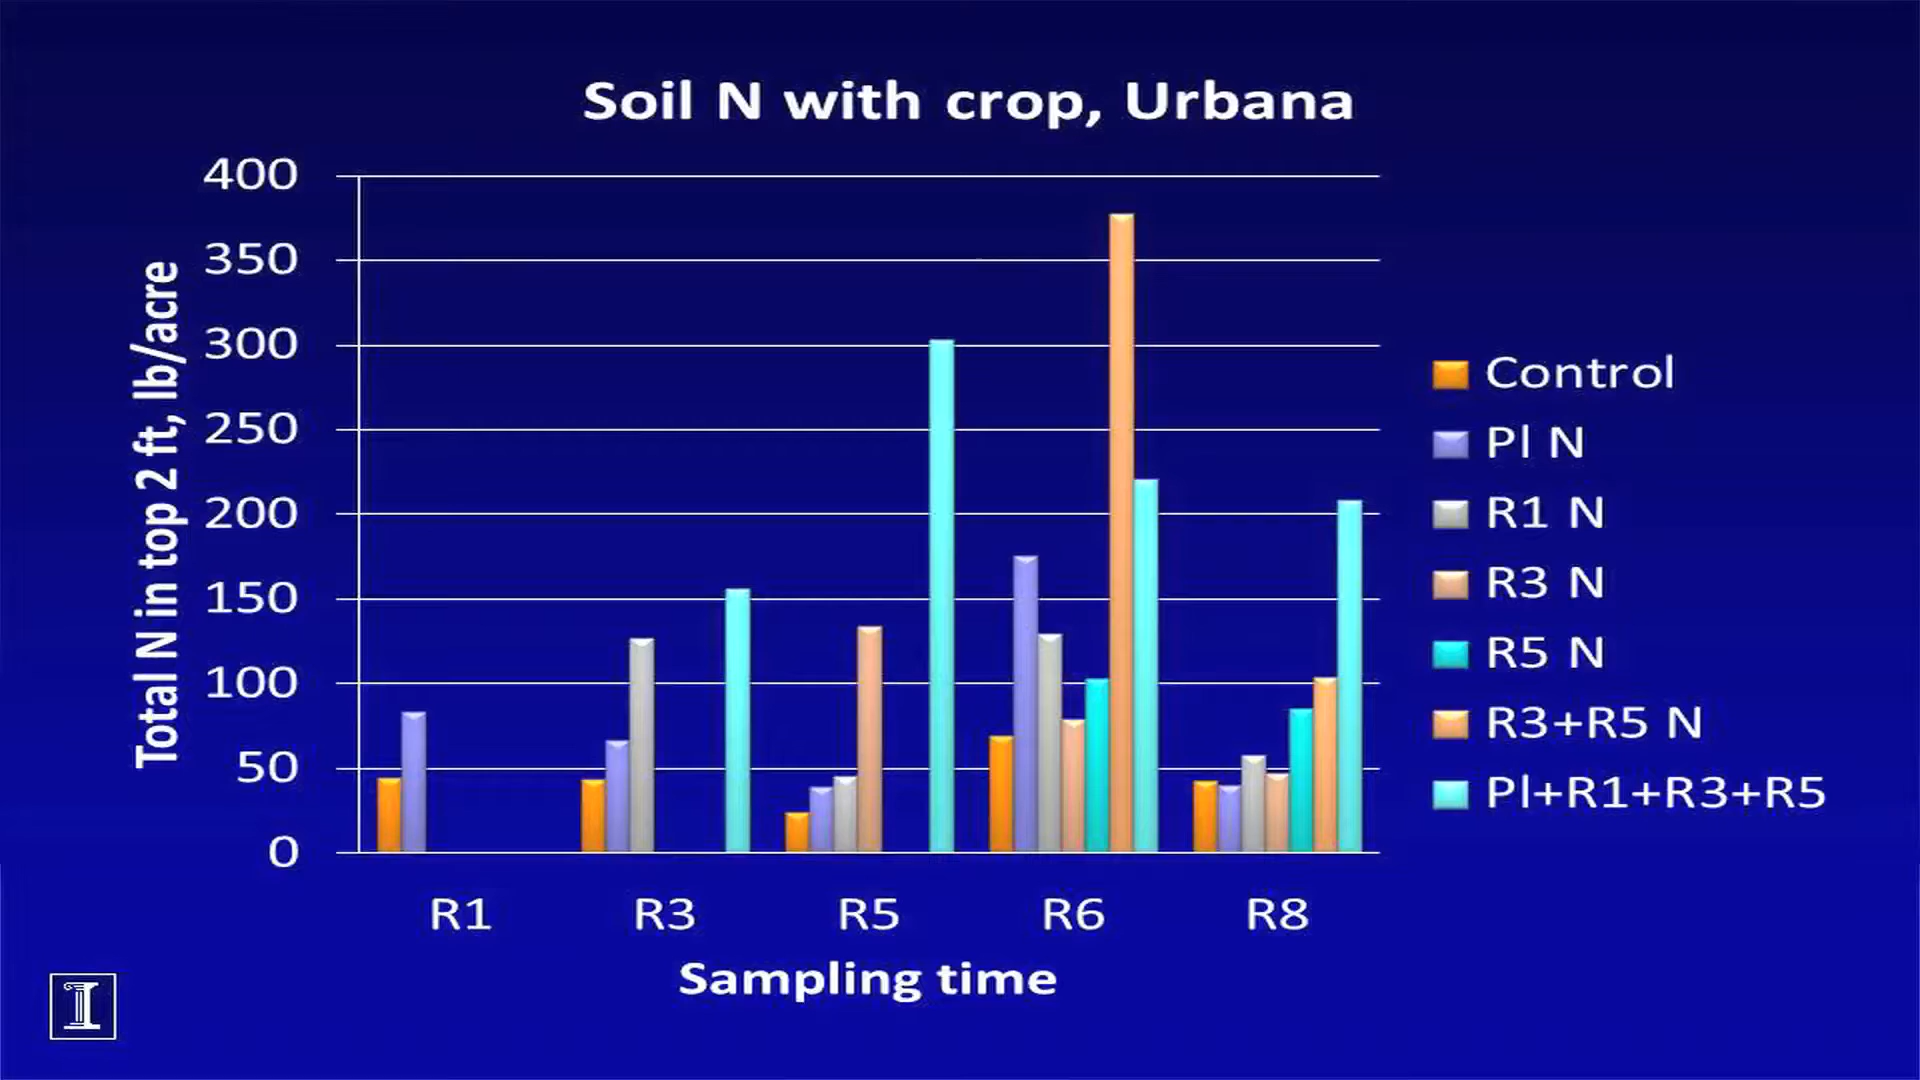 Soil N with crop, Urbana
Total N in top 2 ft, lb/acre
400
350
300
250
200
150
100
50
0
R1 R3 R5 R6 R8
Sampling time
Control
Pl N
R1 N
R3 N
R5 N
R3+R5 N
Pl+R1+R3+R5
I